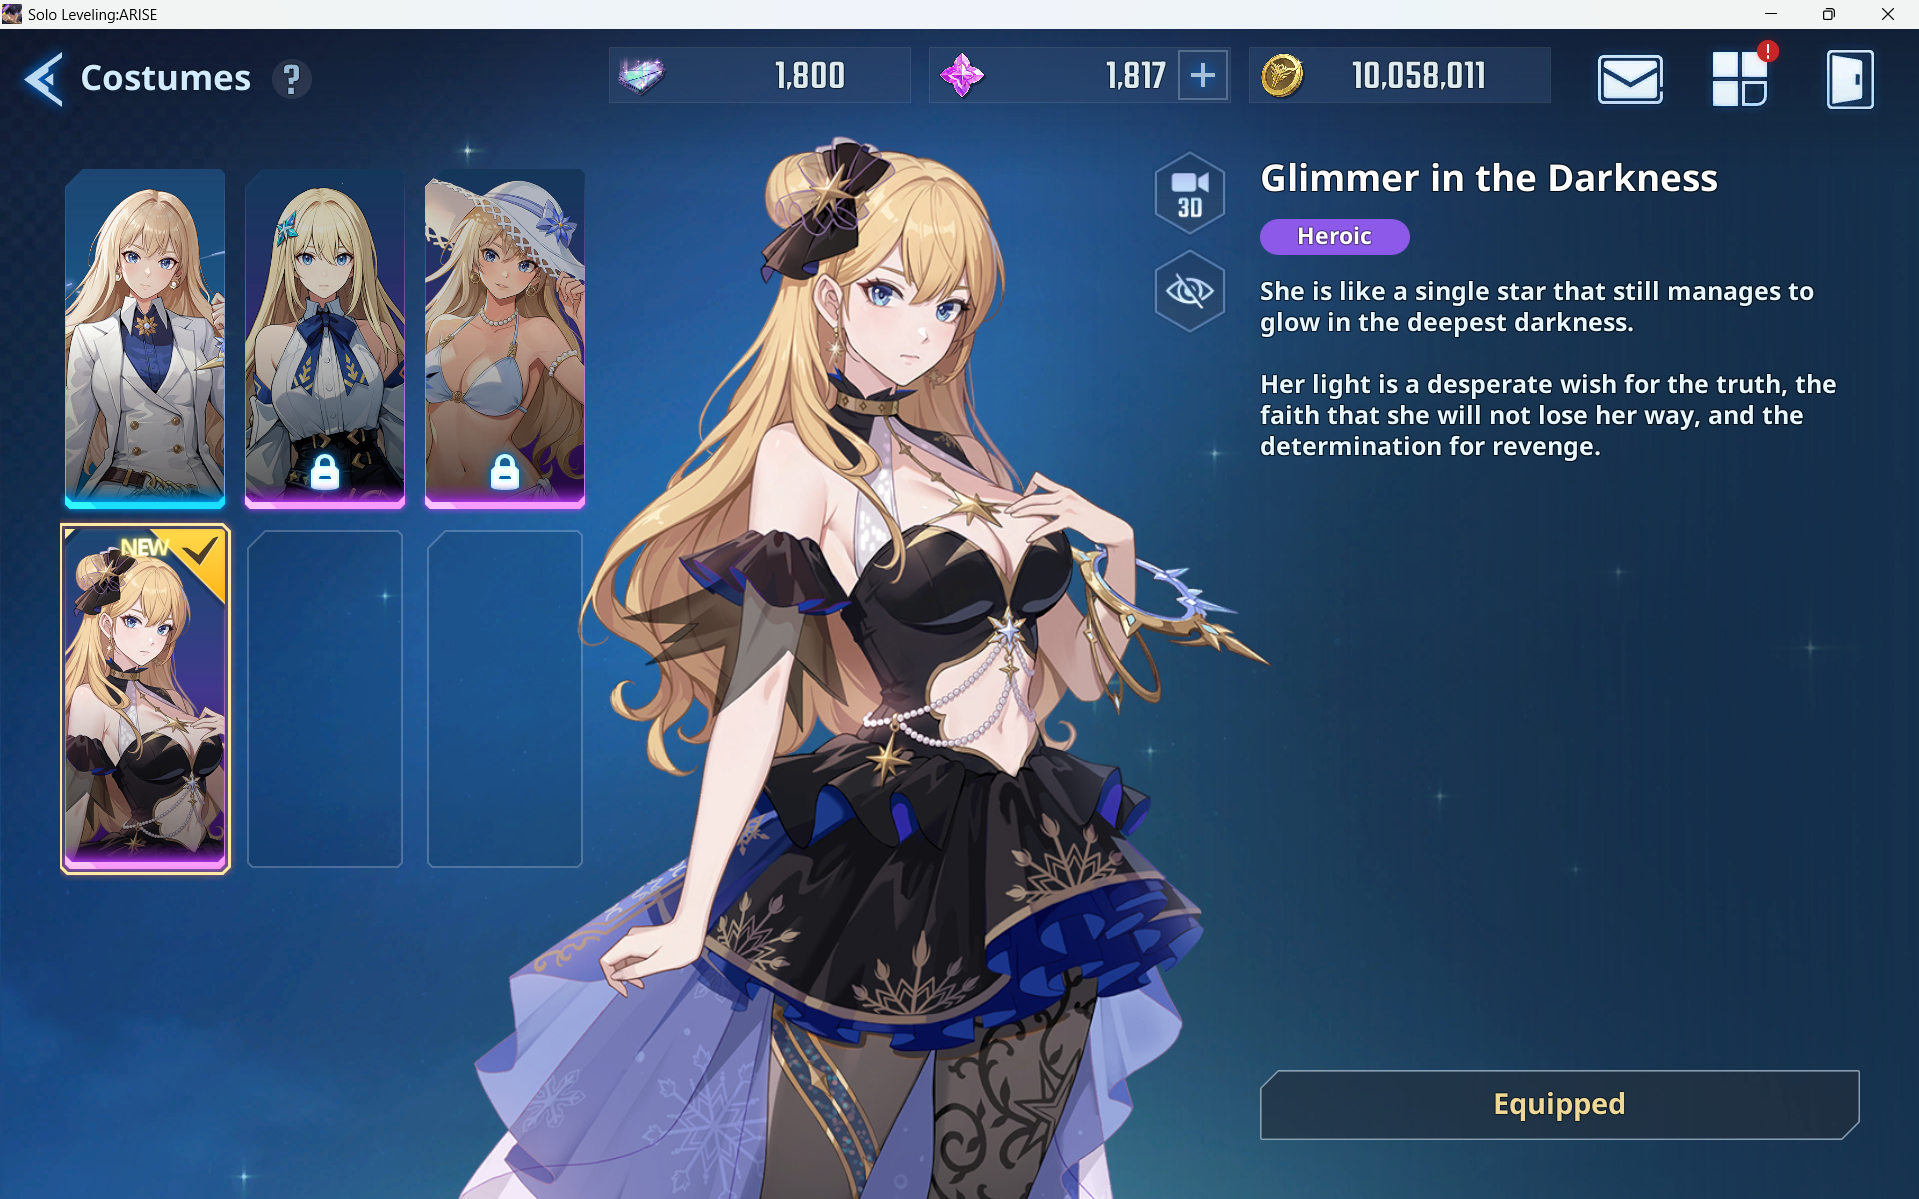 Solo Leveling:ARISE
Costumes
?
1,800
1,817
+
10,058,011
!
3D
Glimmer in the Darkness
Heroic
She is like a single star that still manages to
glow in the deepest darkness.
Her light is a desperate wish for the truth, the
faith that she will not lose her way, and the
determination for revenge.
NEW
Equipped